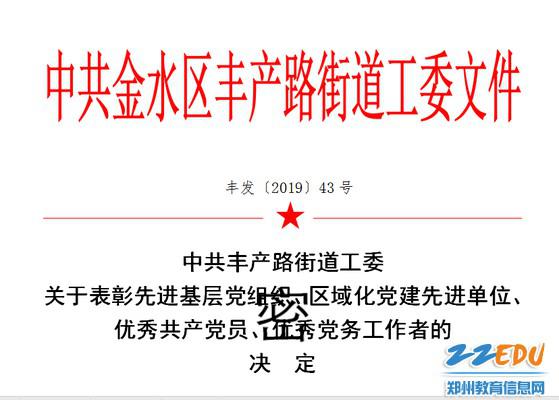 中共金水区丰产路街道工委文件
丰发〔2019〕43号
中共丰产路街道工委
关于表彰先进基层党组织、区域化党建先进单位、
优秀共产党员、优秀党务工作者的
决 定
密
ZZEDU
郑州教育信息网